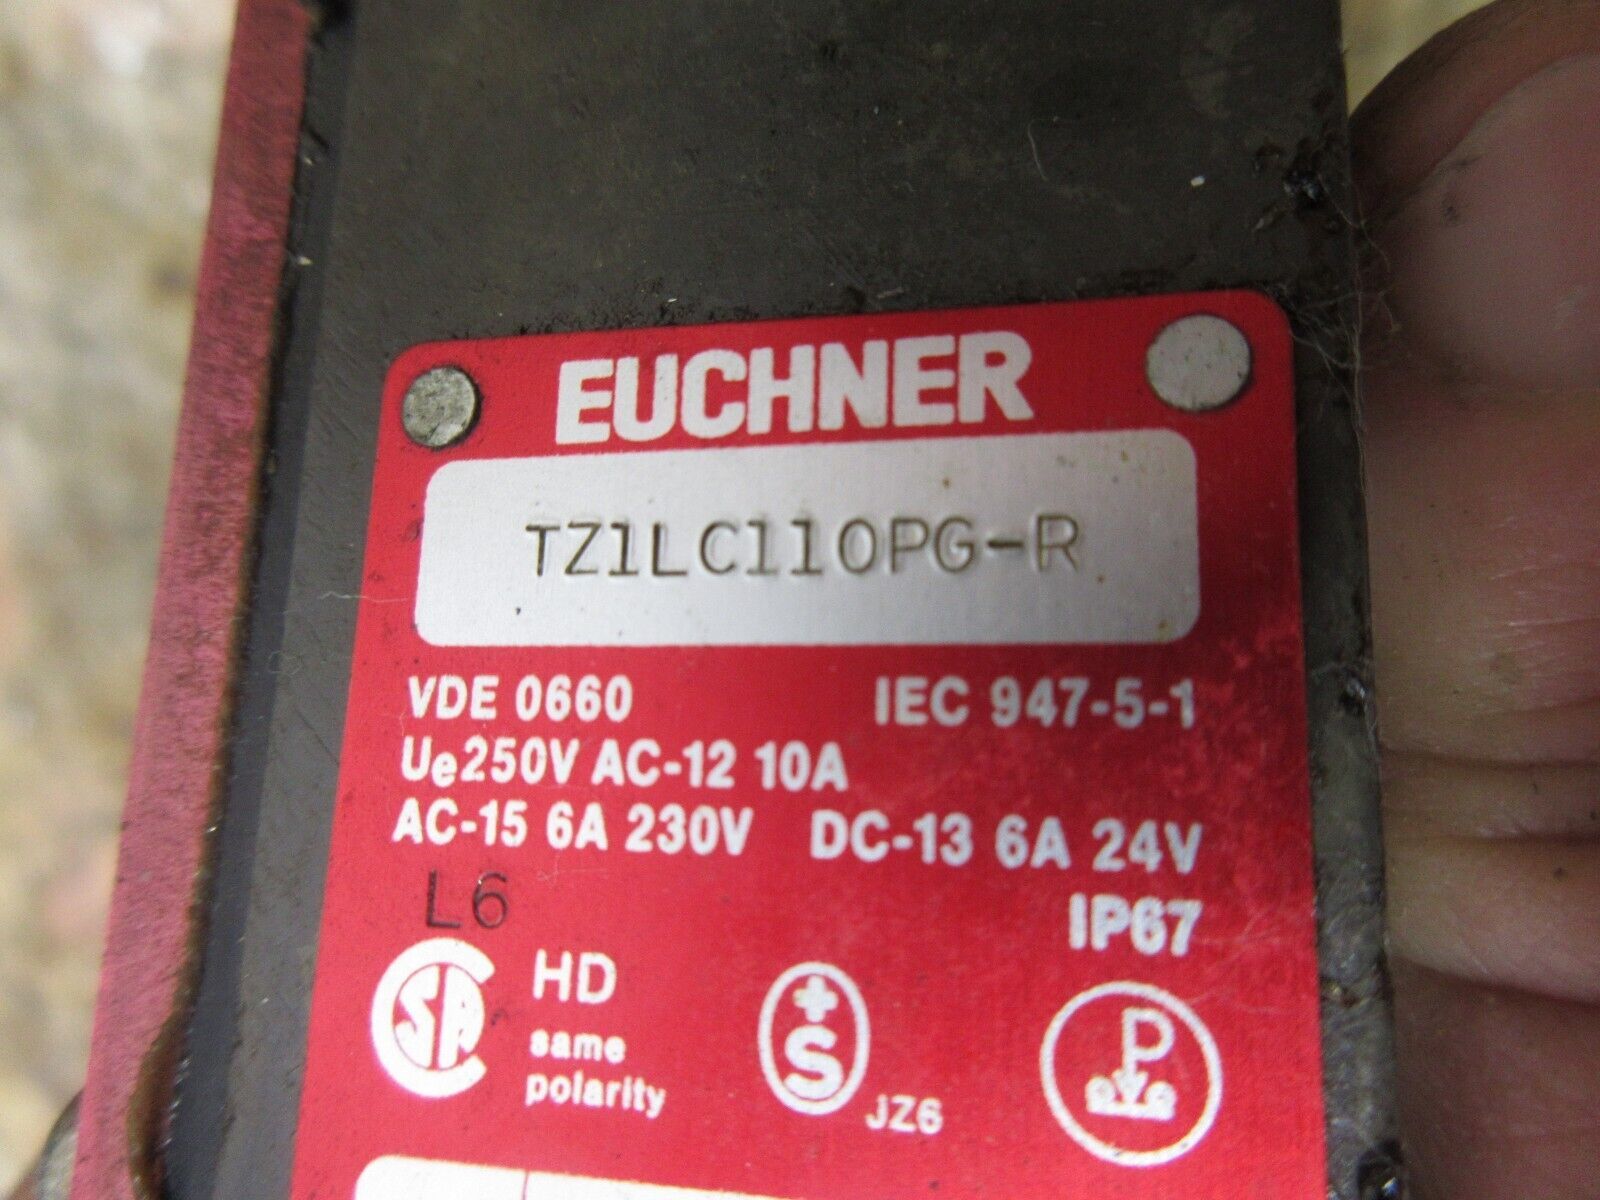 EUCHNER
TZ1LC110PG-R
VDE 0660 IEC 947-5-1
Ue250V AC-12 10A
AC-15 6A 230V DC-13 6A 24V
L6 IP67
CSA HD
same
polarity
+S JZ6
P